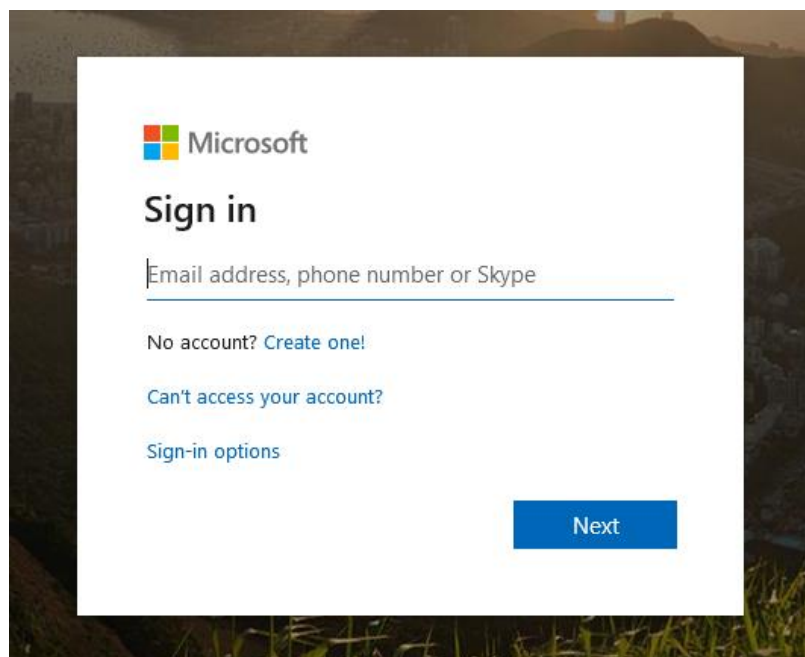 Microsoft
Sign in
Email address, phone number or Skype
No account? Create one!
Can't access your account?
Sign-in options
Next